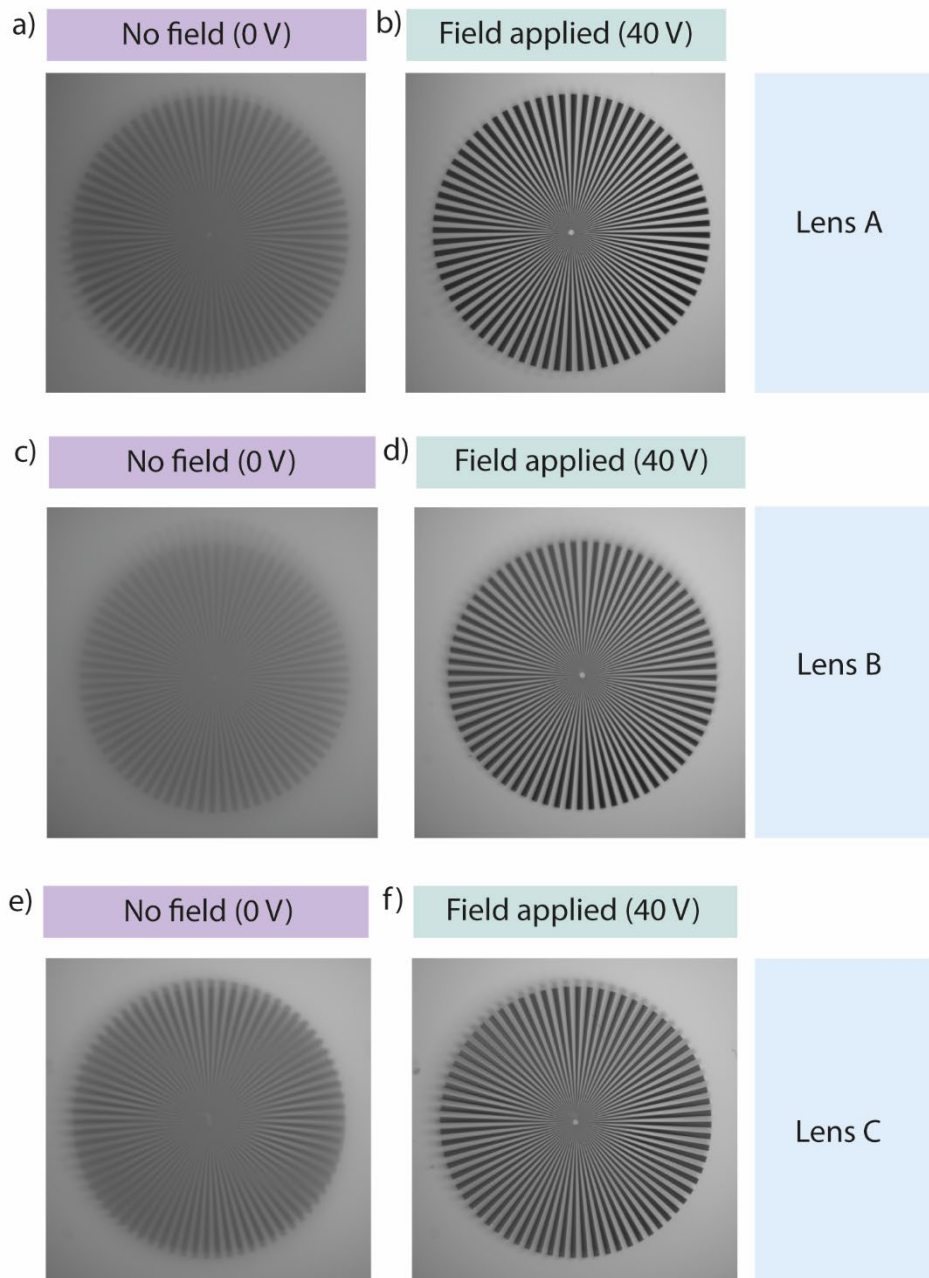 a)
No field (0 V)
b)
Field applied (40 V)
Lens A
c)
No field (0 V)
d)
Field applied (40 V)
Lens B
e)
No field (0 V)
f)
Field applied (40 V)
Lens C